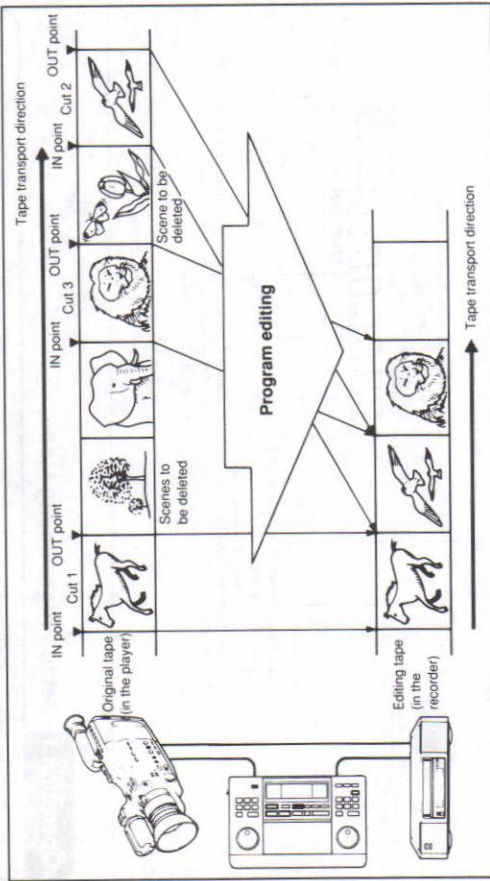 Tape transport direction
IN point
OUT point
IN point
OUT point
IN point
OUT point
Cut 1
Cut 3
Cut 2
Original tape
(in the player)
Scenes to
be deleted
Scene to be
deleted
Program editing
Editing tape
(in the
recorder)
Tape transport direction